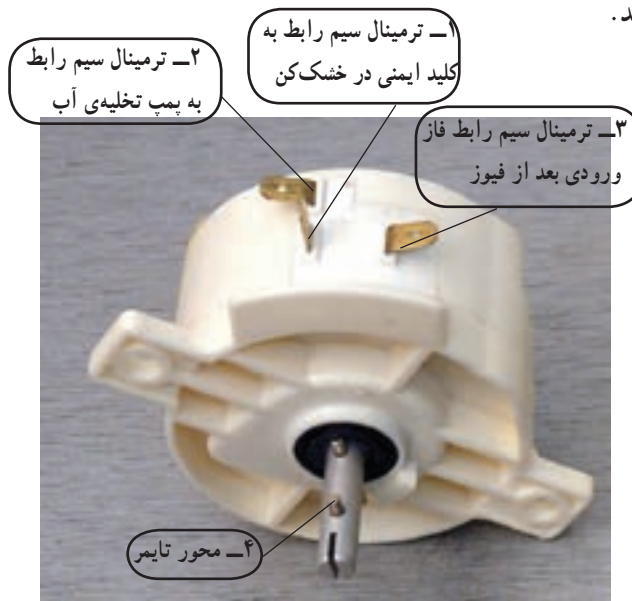 د.
۱ــ ترمینال سیم رابط به
کلید ایمنی در خشک‌کن
۲ــ ترمینال سیم رابط
به پمپ تخلیه‌ی آب
۳ــ ترمینال سیم رابط فاز
ورودی بعد از فیوز
۴ــ محور تایمر